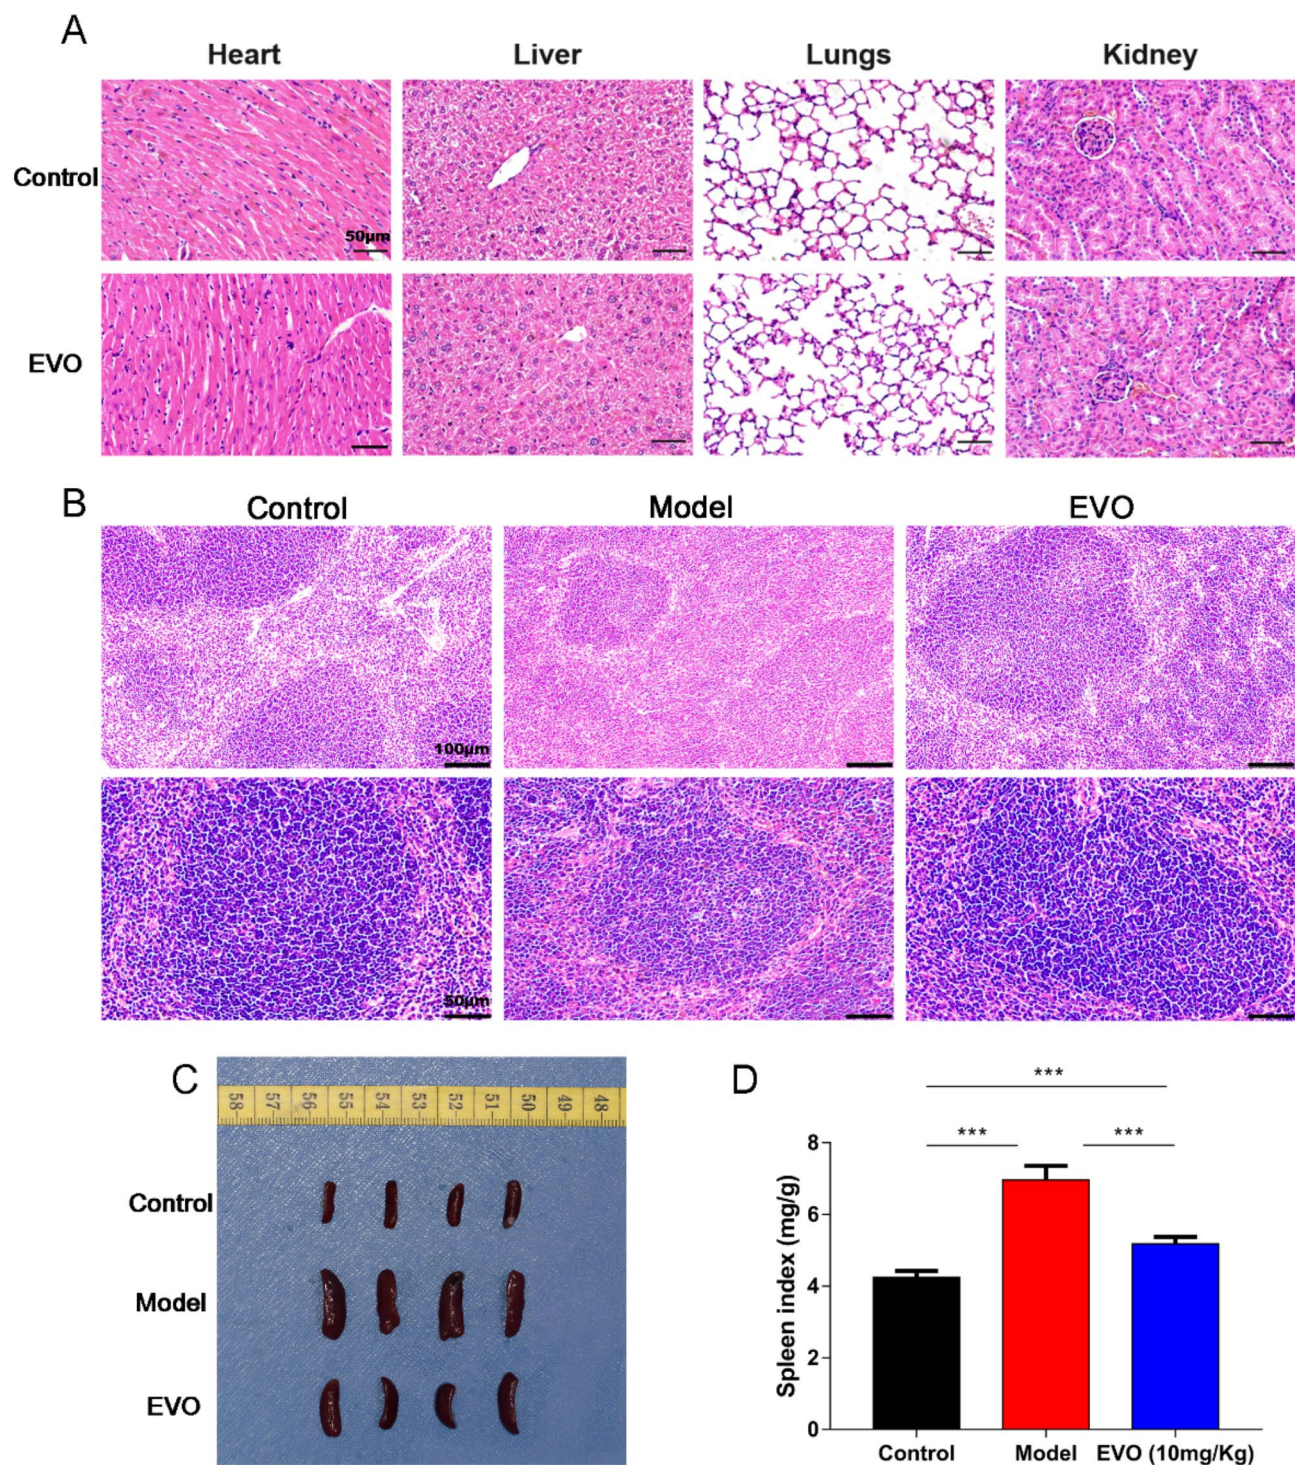 A
Heart Liver Lungs Kidney
Control
50μm
EVO
B
Control Model EVO
100μm
50μm
C
58 57 56 55 54 53 52 51 50 49 48
Control
Model
EVO
D
***
*** ***
Spleen index (mg/g)
8
6
4
2
0
Control Model EVO (10mg/Kg)